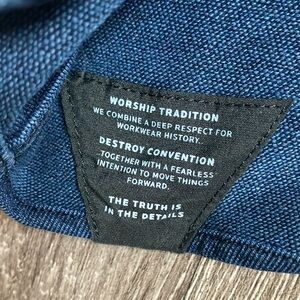 WORSHIP TRADITION
WE COMBINE A DEEP RESPECT FOR
WORKWEAR HISTORY.
DESTROY CONVENTION
TOGETHER WITH A FEARLESS
INTENTION TO MOVE THINGS
FORWARD.
THE TRUTH IS
IN THE DETAILS